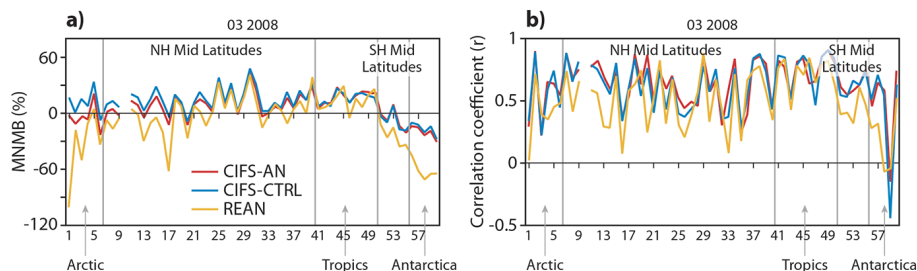 a)
03 2008
NH Mid Latitudes
SH Mid
Latitudes
MNMB (%)
60
0
-60
-120
CIFS-AN
CIFS-CTRL
REAN
1 5 9 13 17 21 25 29 33 37 41 45 49 53 57
Arctic
Tropics
Antarctica
b)
03 2008
NH Mid Latitudes
SH Mid
Latitudes
Correlation coefficient (r)
1
0.5
0
-0.5
1 5 9 13 17 21 25 29 33 37 41 45 49 53 57
Arctic
Tropics
Antarctica